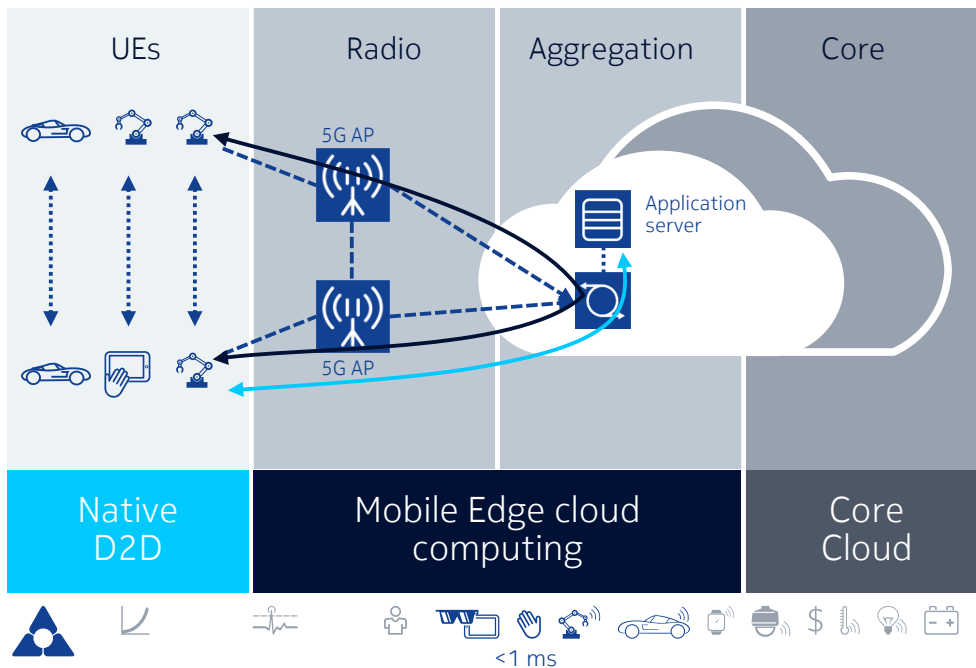 UEs
Radio
Aggregation
Core
5G AP
Application
server
5G AP
Native
D2D
Mobile Edge cloud
computing
Core
Cloud
$
<1 ms